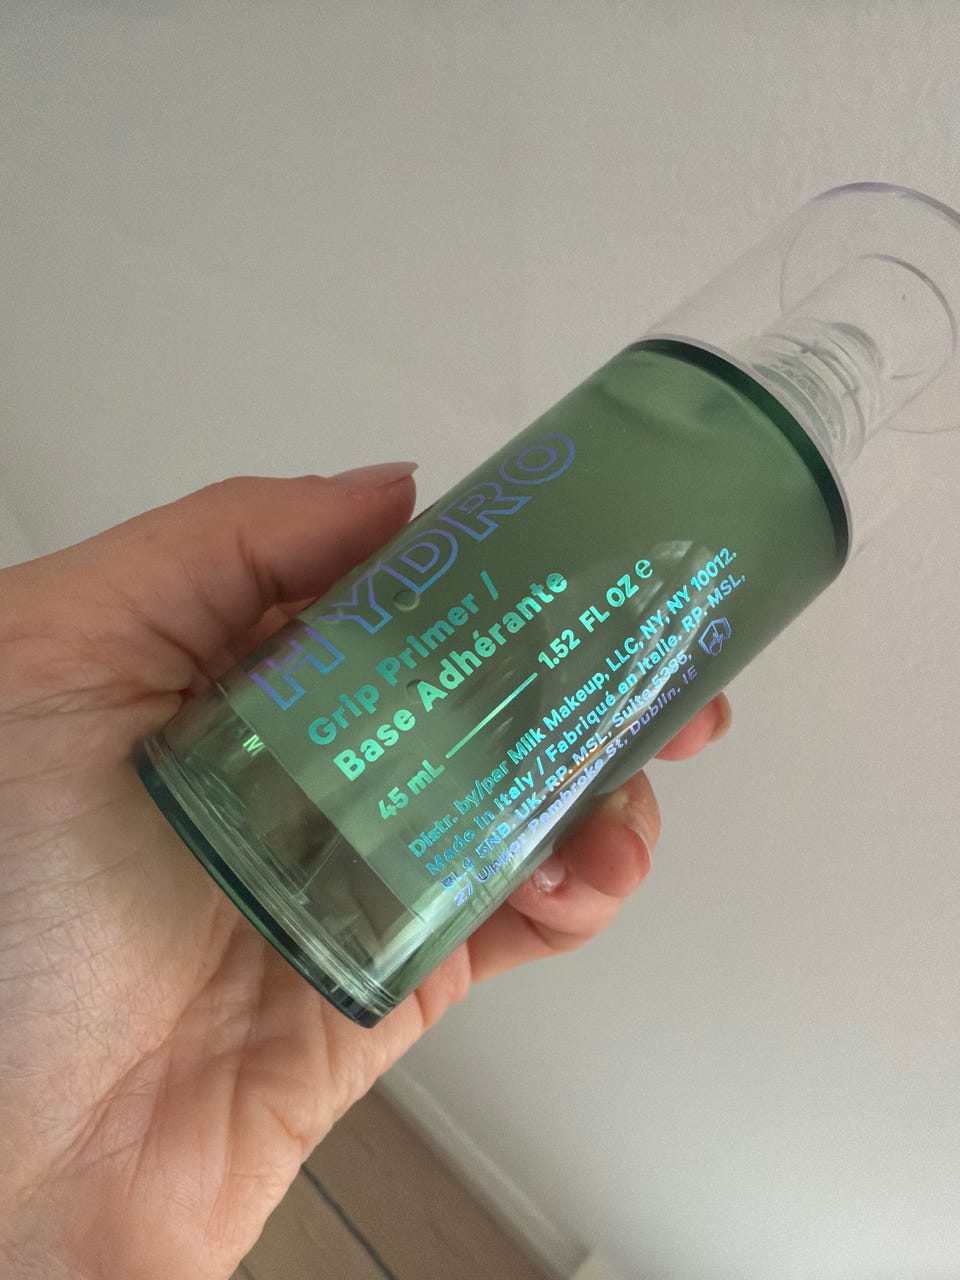 HYDRO
Grip Primer /
Base Adhérante
45 mL 1.52 FL OZ e
Distr. by/par Milk Makeup, LLC, NY, NY 10012.
Made in Italy / Fabriqué en Italie. RP. MSL,
BL9 5NB. UK. RP. MSL, Suite
27 Upper Pembroke St, Dublin. IE